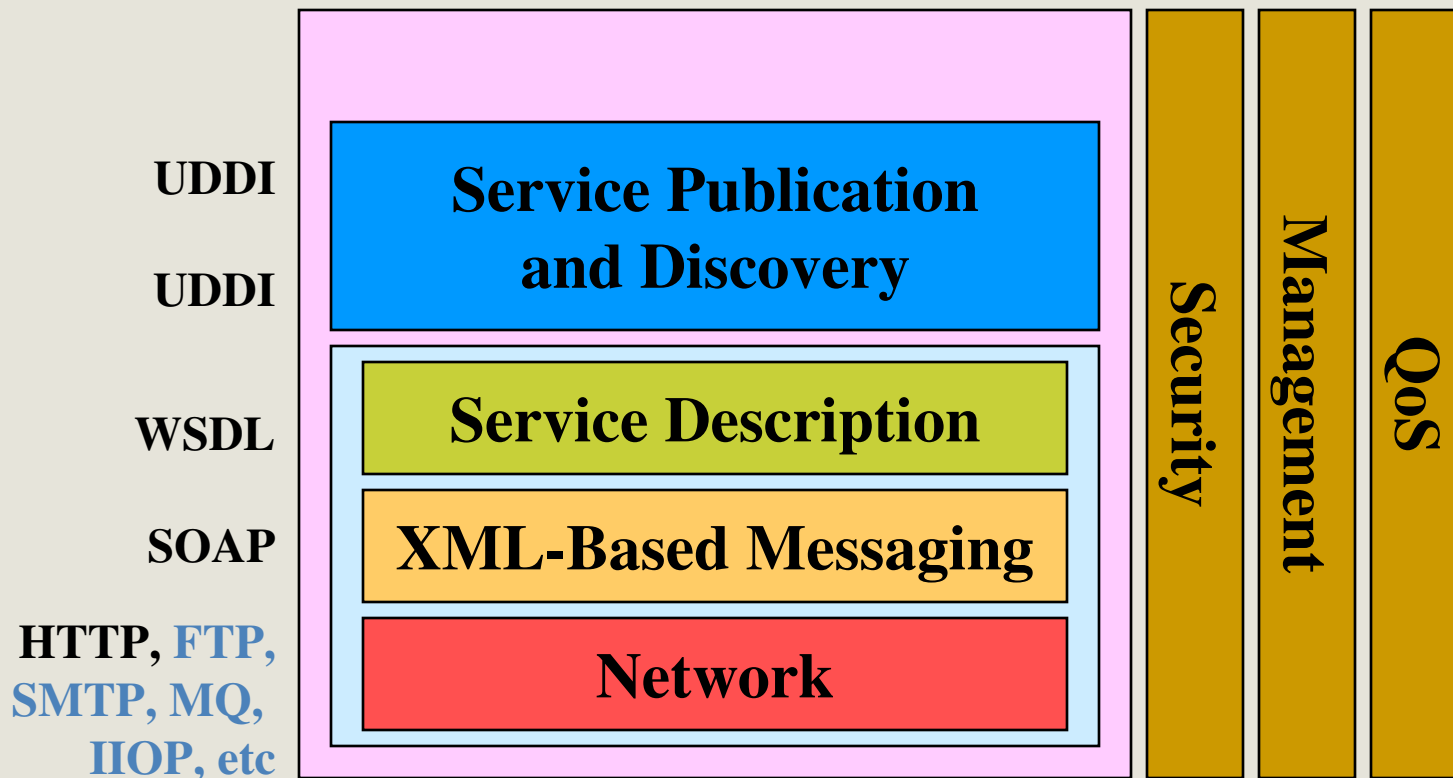 UDDI
Service Publication
and Discovery
UDDI
WSDL
Service Description
SOAP
XML-Based Messaging
HTTP, FTP,
SMTP, MQ,
IIOP, etc
Network
Security
Management
QoS